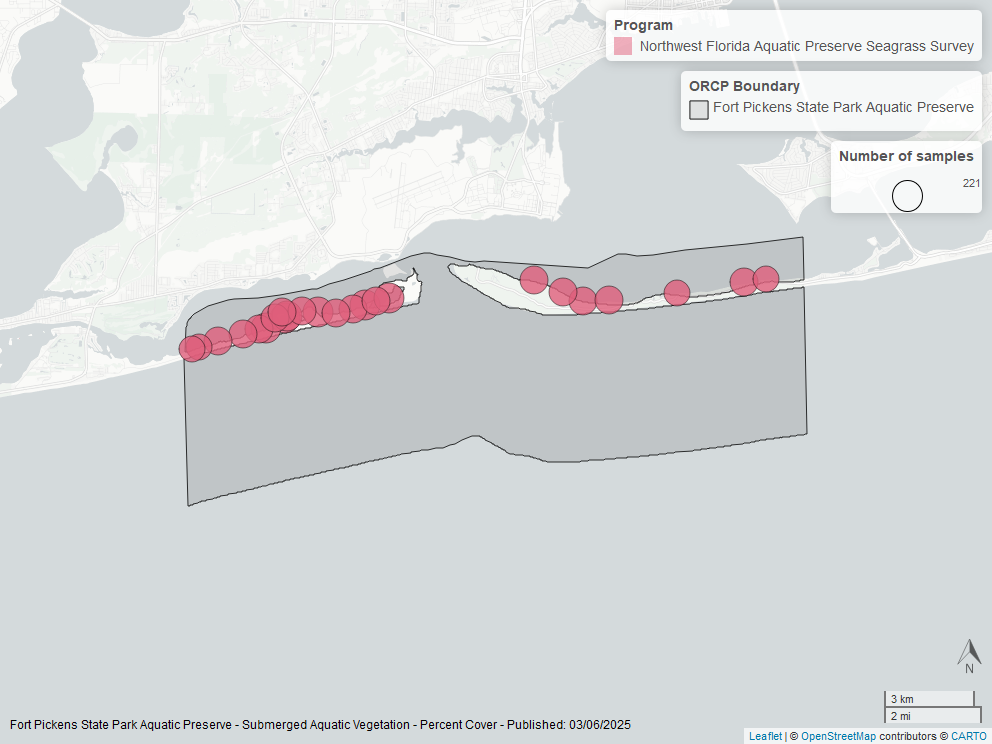 Program
Northwest Florida Aquatic Preserve Seagrass Survey
ORCP Boundary
Fort Pickens State Park Aquatic Preserve
Number of samples
221
N
3 km
2 mi
Fort Pickens State Park Aquatic Preserve - Submerged Aquatic Vegetation - Percent Cover - Published: 03/06/2025
Leaflet | © OpenStreetMap contributors © CARTO